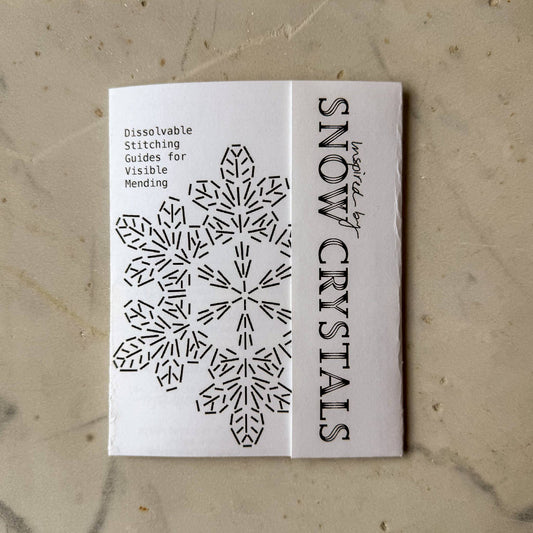 Dissolvable
Stitching
Guides for
Visible
Mending
Inspired by
SNOW CRYSTALS